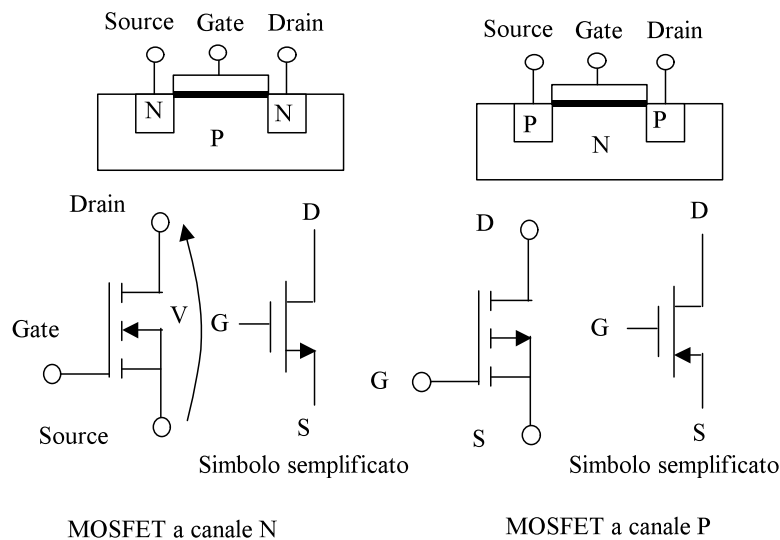 Source Gate Drain
N N
P
Source Gate Drain
P P
N
Drain
V
Gate
Source
D
G
S
Simbolo semplificato
MOSFET a canale N
D
G
S
D
G
S
Simbolo semplificato
MOSFET a canale P